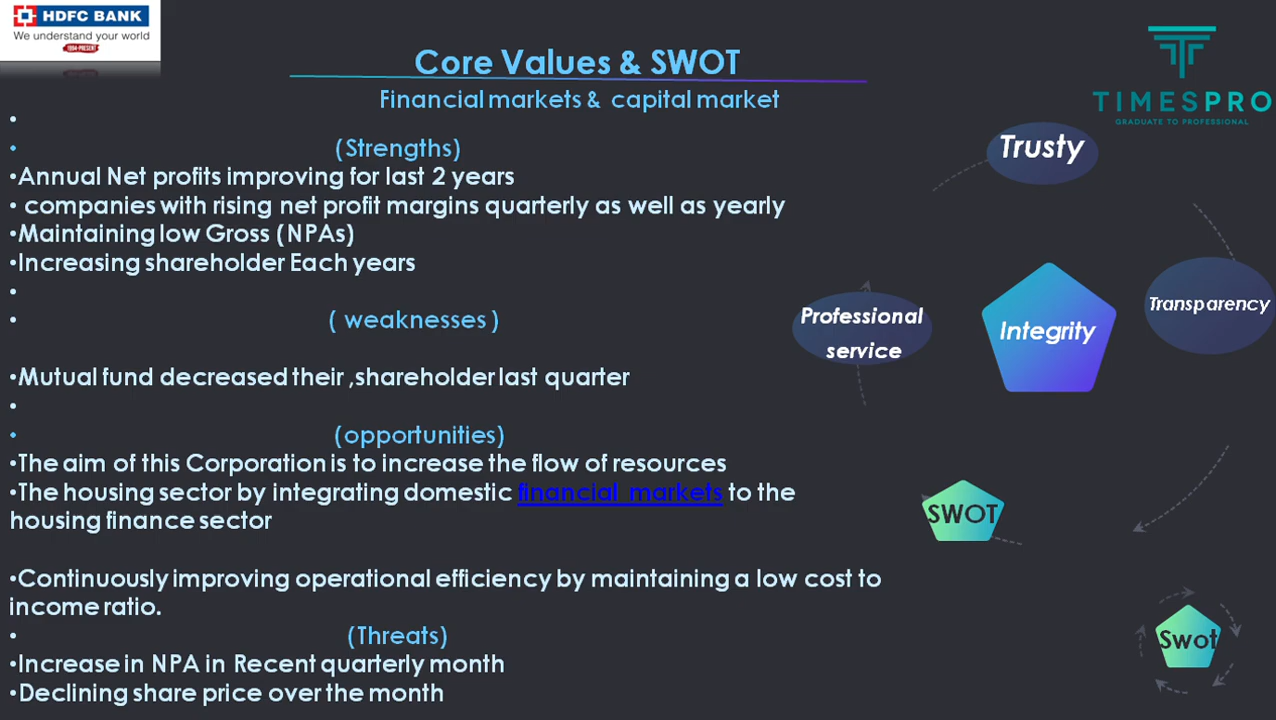 HDFC BANK
We understand your world
1994-PRESENT
Core Values & SWOT
TIMESPRO
GRADUATE TO PROFESSIONAL
Financial markets & capital market
•
• (Strengths)
•Annual Net profits improving for last 2 years
• companies with rising net profit margins quarterly as well as yearly
•Maintaining low Gross (NPAs)
•Increasing shareholder Each years
•
• ( weaknesses )
•Mutual fund decreased their ,shareholder last quarter
•
• (opportunities)
•The aim of this Corporation is to increase the flow of resources
•The housing sector by integrating domestic financial markets to the
housing finance sector
•Continuously improving operational efficiency by maintaining a low cost to
income ratio.
• (Threats)
•Increase in NPA in Recent quarterly month
•Declining share price over the month
Trusty
Transparency
Professional
service
Integrity
SWOT
Swot